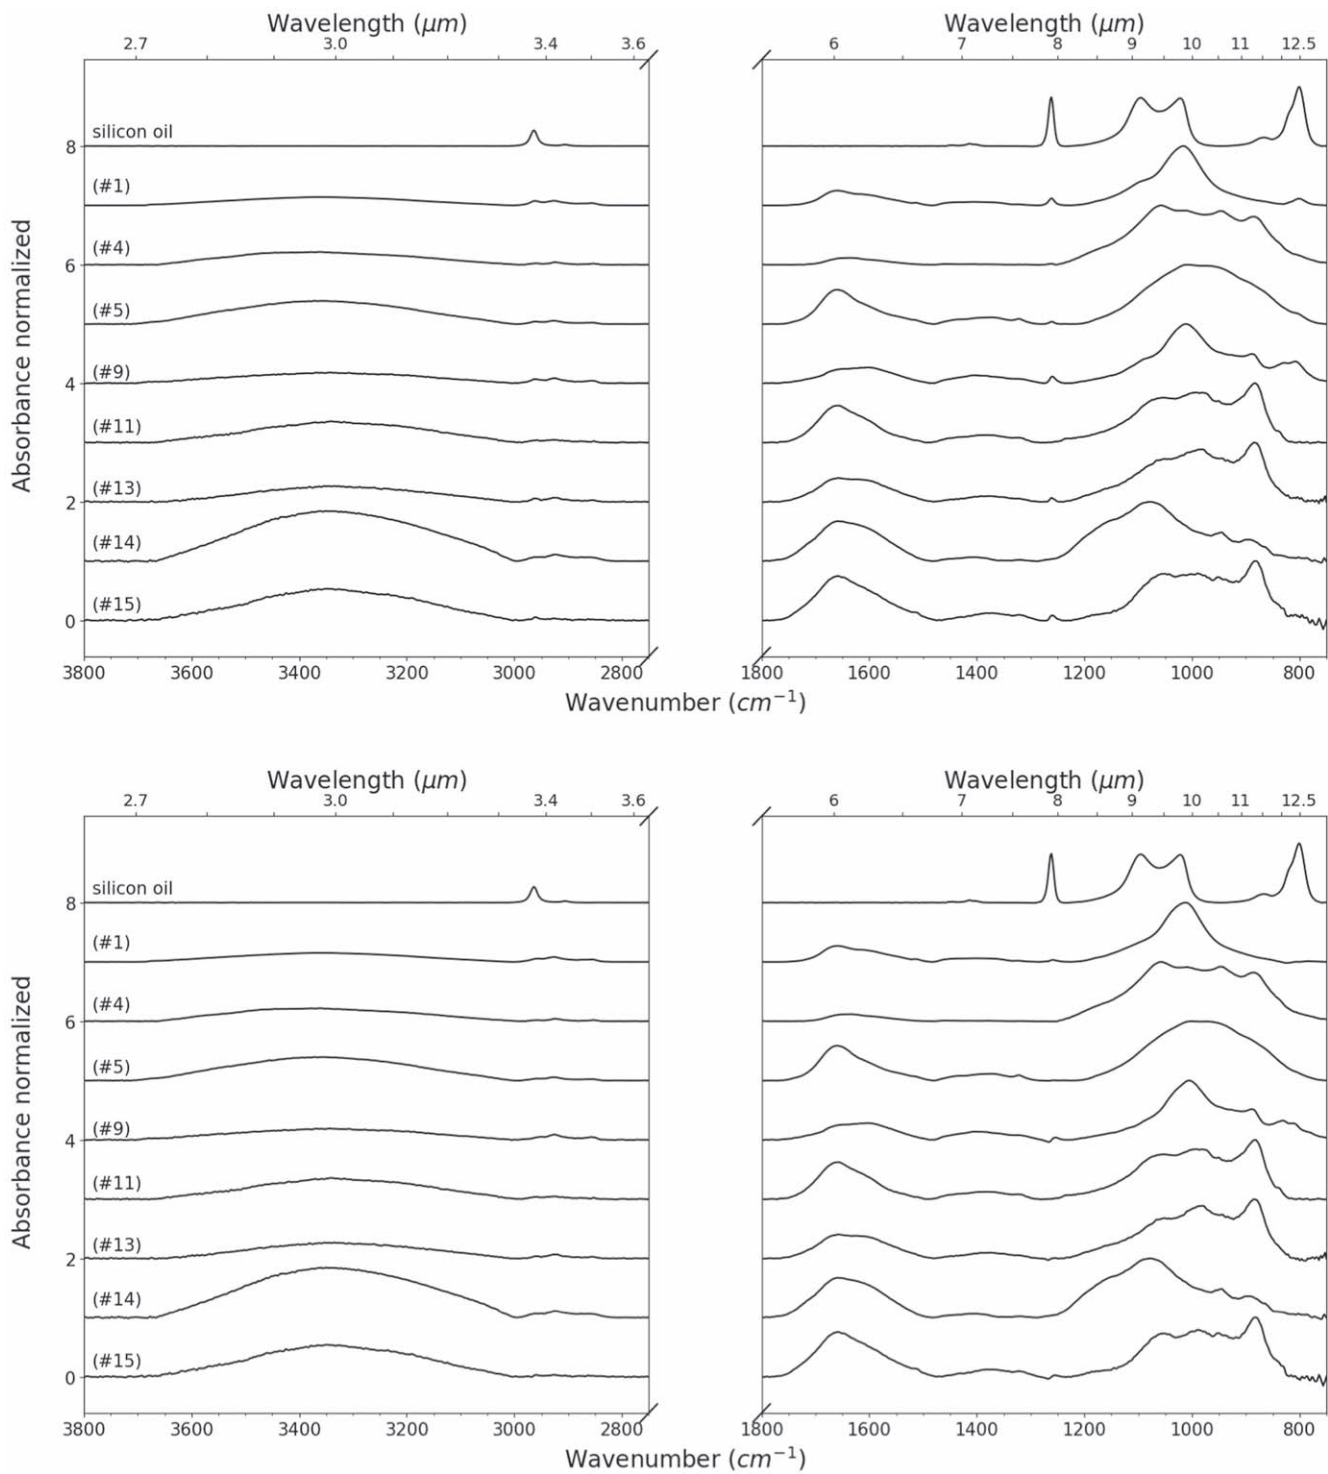 Wavelength (μm) Wavelength (μm)
2.7 3.0 3.4 3.6 6 7 8 9 10 11 12.5
Absorbance normalized
silicon oil
8
(#1)
(#4)
6
(#5)
(#9)
4
(#11)
(#13)
2
(#14)
(#15)
0
3800 3600 3400 3200 3000 2800 1800 1600 1400 1200 1000 800
Wavenumber (cm⁻¹)
Wavelength (μm) Wavelength (μm)
2.7 3.0 3.4 3.6 6 7 8 9 10 11 12.5
Absorbance normalized
silicon oil
8
(#1)
(#4)
6
(#5)
(#9)
4
(#11)
(#13)
2
(#14)
(#15)
0
3800 3600 3400 3200 3000 2800 1800 1600 1400 1200 1000 800
Wavenumber (cm⁻¹)